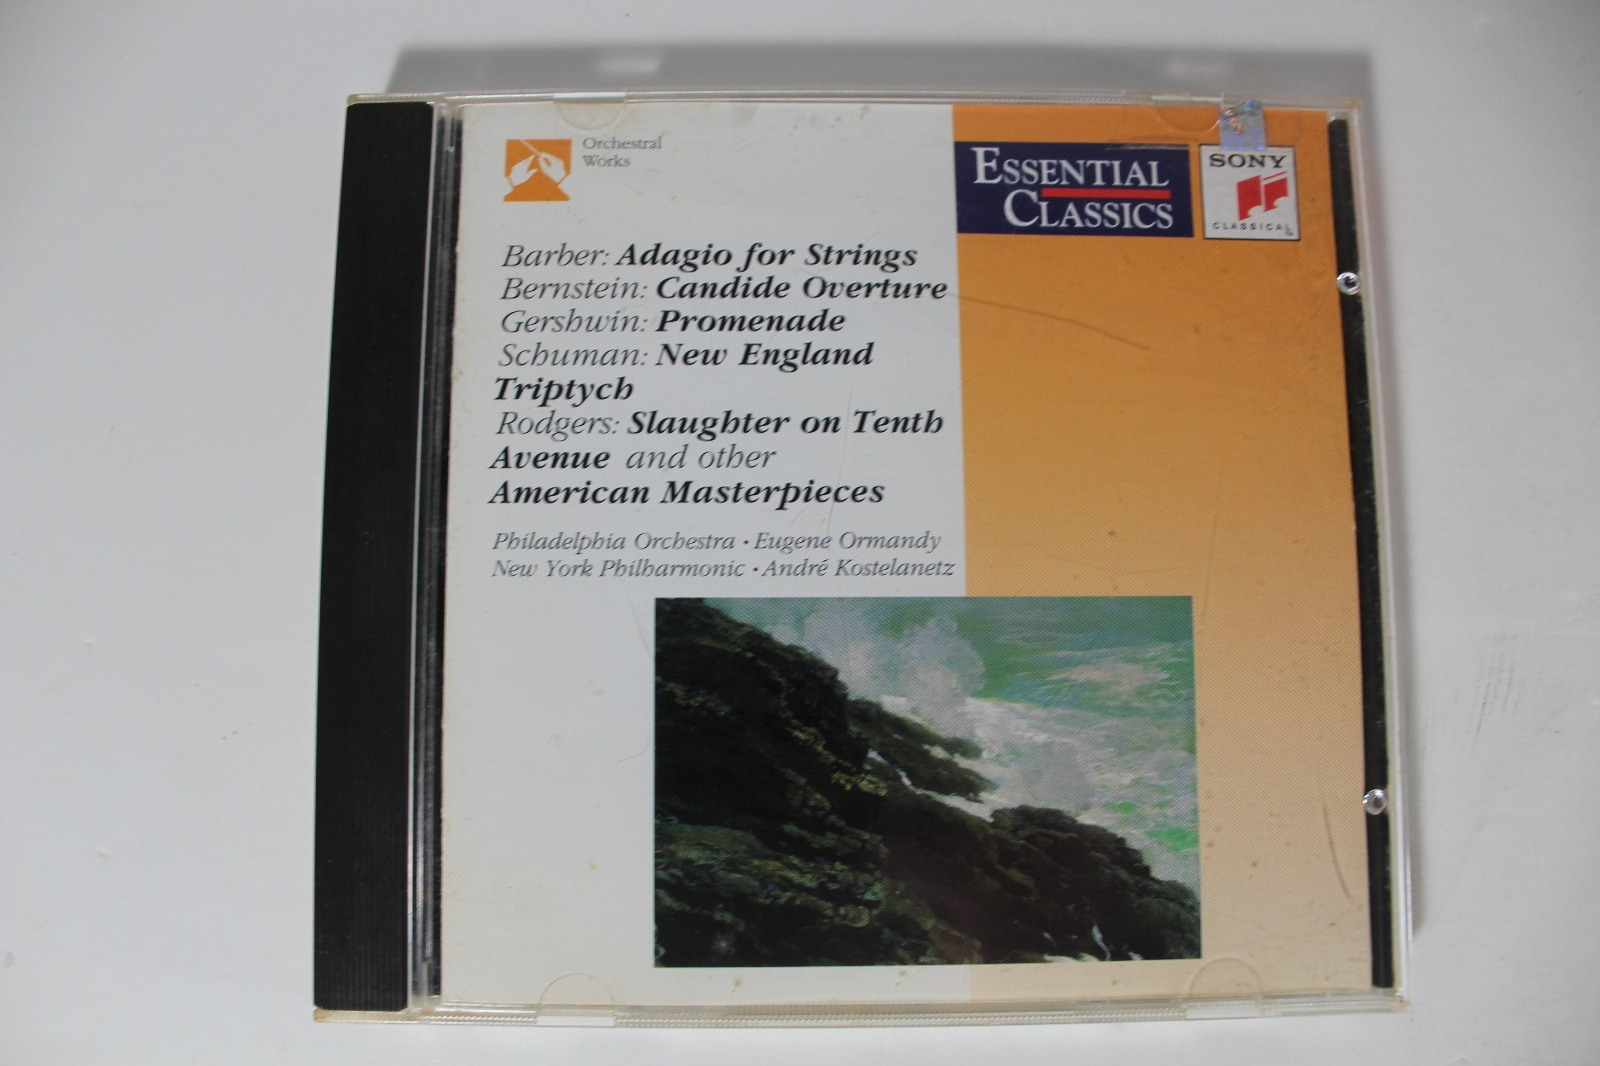 Orchestral
Works
ESSENTIAL
CLASSICS
SONY
CLASSICAL
Barber: Adagio for Strings
Bernstein: Candide Overture
Gershwin: Promenade
Schuman: New England
Triptych
Rodgers: Slaughter on Tenth
Avenue and other
American Masterpieces
Philadelphia Orchestra • Eugene Ormandy
New York Philharmonic • André Kostelanetz